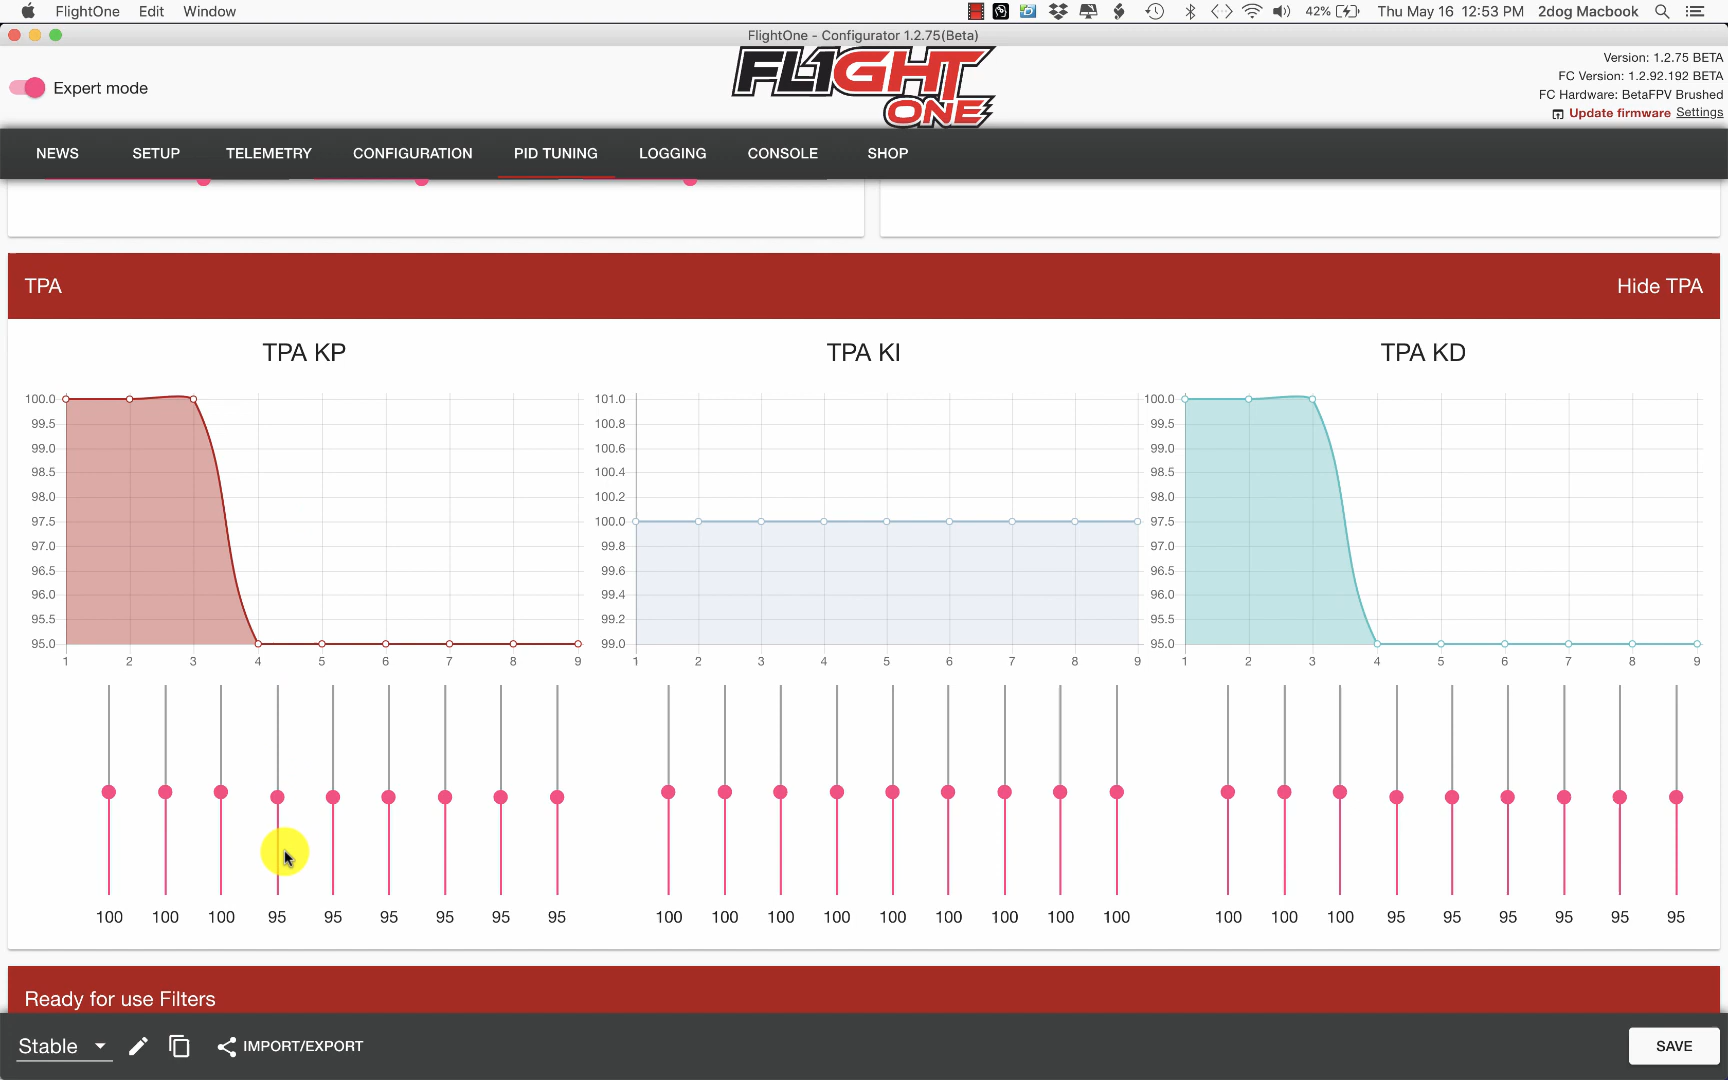 FlightOne Edit Window 42% Thu May 16 12:53 PM 2dog Macbook
FlightOne - Configurator 1.2.75(Beta)
Expert mode
FLIGHT
ONE
Version: 1.2.75 BETA
FC Version: 1.2.92.192 BETA
FC Hardware: BetaFPV Brushed
Update firmware Settings
NEWS SETUP TELEMETRY CONFIGURATION PID TUNING LOGGING CONSOLE SHOP
TPA Hide TPA
TPA KP
100.0
99.5
99.0
98.5
98.0
97.5
97.0
96.5
96.0
95.5
95.0
1 2 3 4 5 6 7 8 9
100 100 100 95 95 95 95 95 95
TPA KI
101.0
100.8
100.6
100.4
100.2
100.0
99.8
99.6
99.4
99.2
99.0
1 2 3 4 5 6 7 8 9
100 100 100 100 100 100 100 100 100
TPA KD
100.0
99.5
99.0
98.5
98.0
97.5
97.0
96.5
96.0
95.5
95.0
1 2 3 4 5 6 7 8 9
100 100 100 95 95 95 95 95 95
Ready for use Filters
Stable IMPORT/EXPORT SAVE